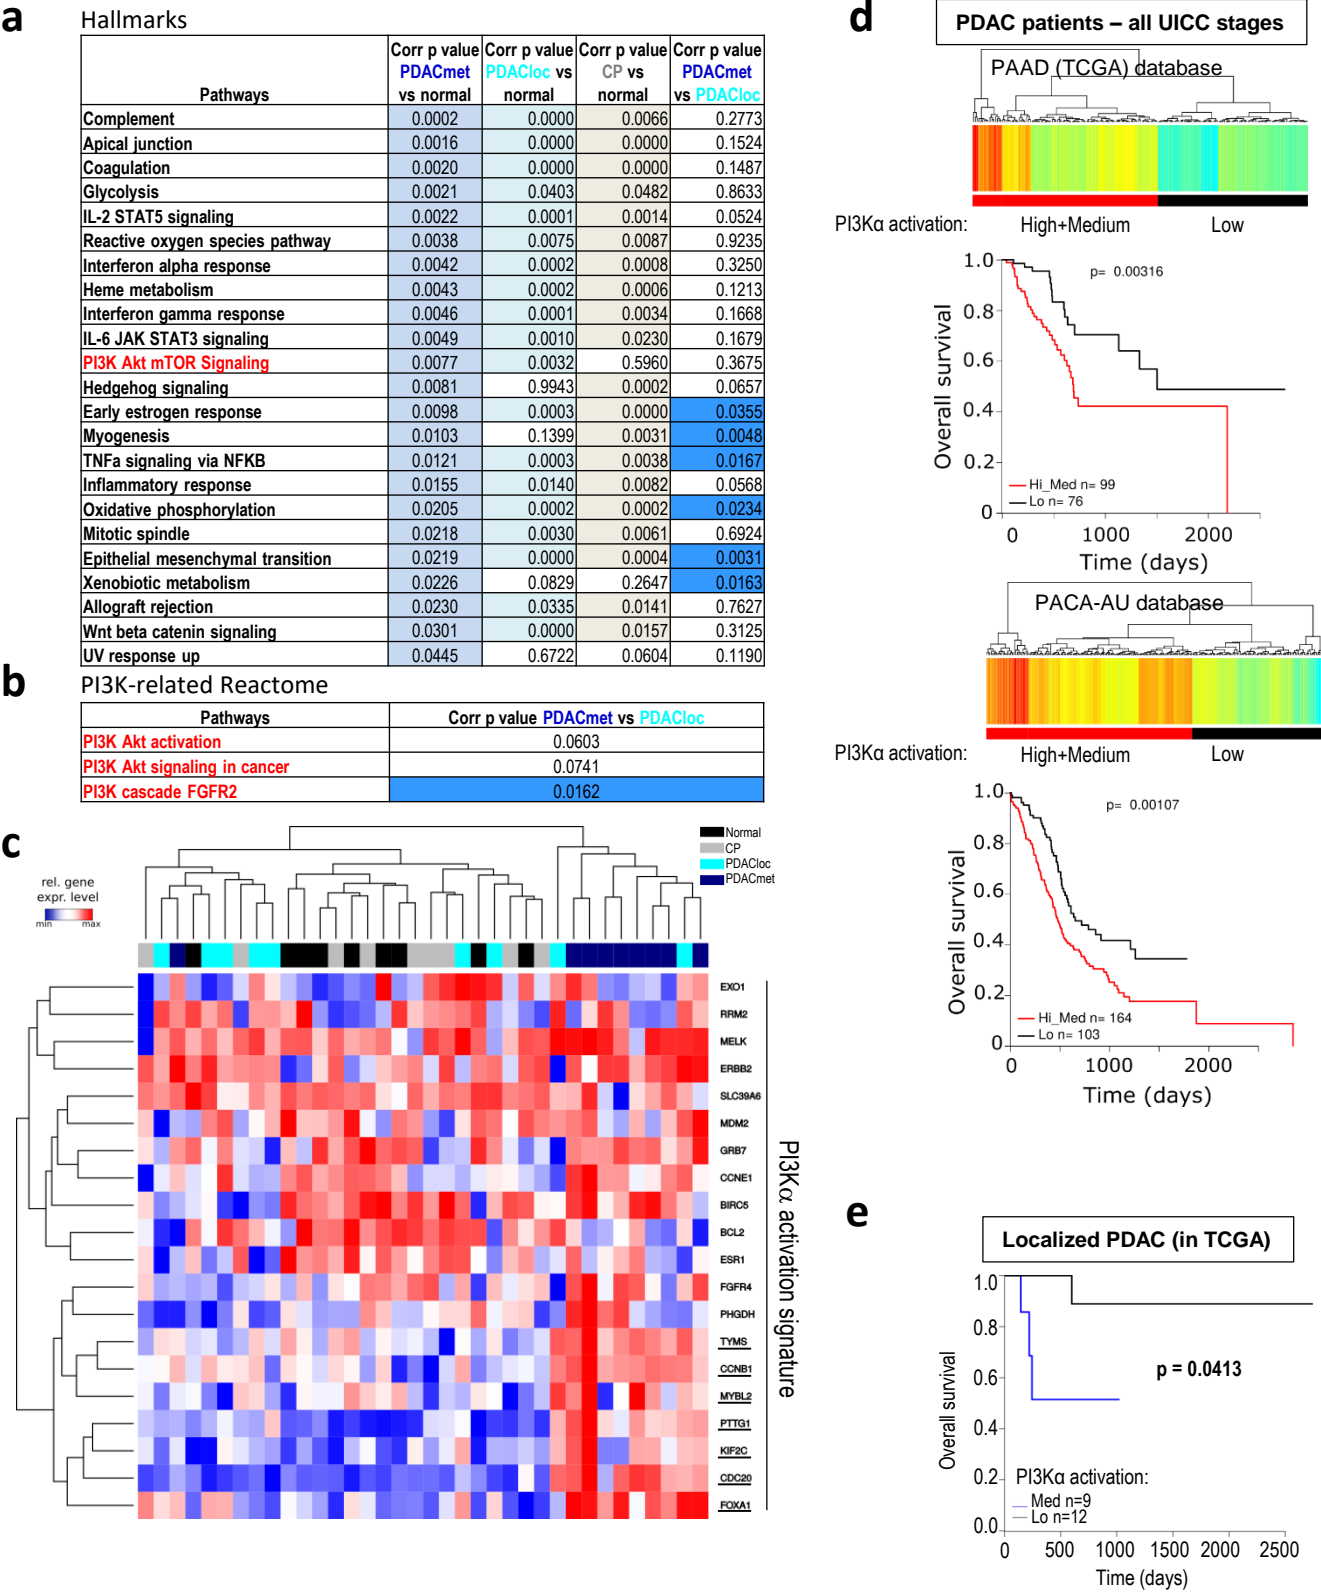 a
Hallmarks
Pathways
Corr p value PDACmet vs normal
Corr p value PDACloc vs normal
Corr p value CP vs normal
Corr p value PDACmet vs PDACloc
Complement 0.0002 0.0000 0.0066 0.2773
Apical junction 0.0016 0.0000 0.0000 0.1524
Coagulation 0.0020 0.0000 0.0000 0.1487
Glycolysis 0.0021 0.0403 0.0482 0.8633
IL-2 STAT5 signaling 0.0022 0.0001 0.0014 0.0524
Reactive oxygen species pathway 0.0038 0.0075 0.0087 0.9235
Interferon alpha response 0.0042 0.0002 0.0008 0.3250
Heme metabolism 0.0043 0.0002 0.0006 0.1213
Interferon gamma response 0.0046 0.0001 0.0034 0.1668
IL-6 JAK STAT3 signaling 0.0049 0.0010 0.0230 0.1679
PI3K Akt mTOR Signaling 0.0077 0.0032 0.5960 0.3675
Hedgehog signaling 0.0081 0.9943 0.0002 0.0657
Early estrogen response 0.0098 0.0003 0.0000 0.0355
Myogenesis 0.0103 0.1399 0.0031 0.0048
TNFa signaling via NFKB 0.0121 0.0003 0.0038 0.0167
Inflammatory response 0.0155 0.0140 0.0082 0.0568
Oxidative phosphorylation 0.0205 0.0002 0.0002 0.0234
Mitotic spindle 0.0218 0.0030 0.0061 0.6924
Epithelial mesenchymal transition 0.0219 0.0000 0.0004 0.0031
Xenobiotic metabolism 0.0226 0.0829 0.2647 0.0163
Allograft rejection 0.0230 0.0335 0.0141 0.7627
Wnt beta catenin signaling 0.0301 0.0000 0.0157 0.3125
UV response up 0.0445 0.6722 0.0604 0.1190
b
PI3K-related Reactome
Pathways Corr p value PDACmet vs PDACloc
PI3K Akt activation 0.0603
PI3K Akt signaling in cancer 0.0741
PI3K cascade FGFR2 0.0162
c
rel. gene
expr. level
min max
Normal
CP
PDACloc
PDACmet
EXO1
RRM2
MELK
ERBB2
SLC39A6
MDM2
GRB7
CCNE1
BIRC5
BCL2
ESR1
FGFR4
PHGDH
TYMS
CCNB1
MYBL2
PTTG1
KIF2C
CDC20
FOXA1
PI3Kα activation signature
d
PDAC patients – all UICC stages
PAAD (TCGA) database
PI3Kα activation: High+Medium Low
Overall survival
1.0
0.8
0.6
0.4
0.2
0
p= 0.00316
Hi_Med n= 99
Lo n= 76
0 1000 2000
Time (days)
PACA-AU database
PI3Kα activation: High+Medium Low
Overall survival
1.0
0.8
0.6
0.4
0.2
0
p= 0.00107
Hi_Med n= 164
Lo n= 103
0 1000 2000
Time (days)
e
Localized PDAC (in TCGA)
Overall survival
1.0
0.8
0.6
0.4
0.2
0.0
p = 0.0413
PI3Kα activation:
Med n=9
Lo n=12
0 500 1000 1500 2000 2500
Time (days)